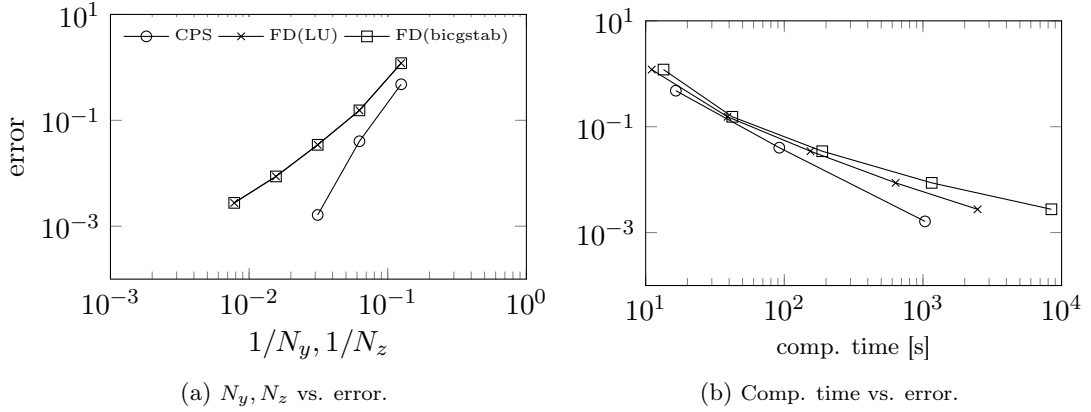 10^1
10^{-1}
10^{-3}
error
CPS FD(LU) FD(bicgstab)
10^{-3} 10^{-2} 10^{-1} 10^0
1/N_y, 1/N_z
(a) N_y, N_z vs. error.
10^1
10^{-1}
10^{-3}
10^1 10^2 10^3 10^4
comp. time [s]
(b) Comp. time vs. error.